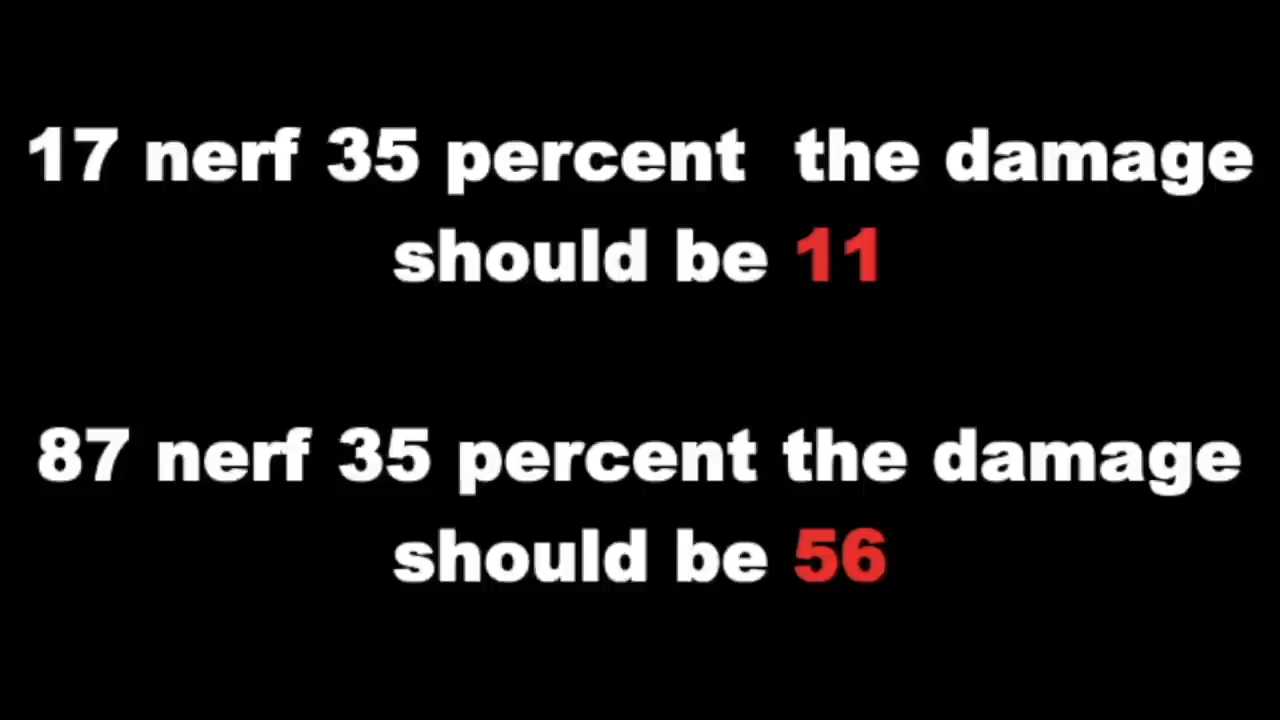 17 nerf 35 percent  the damage
should be 11
87 nerf 35 percent the damage
should be 56